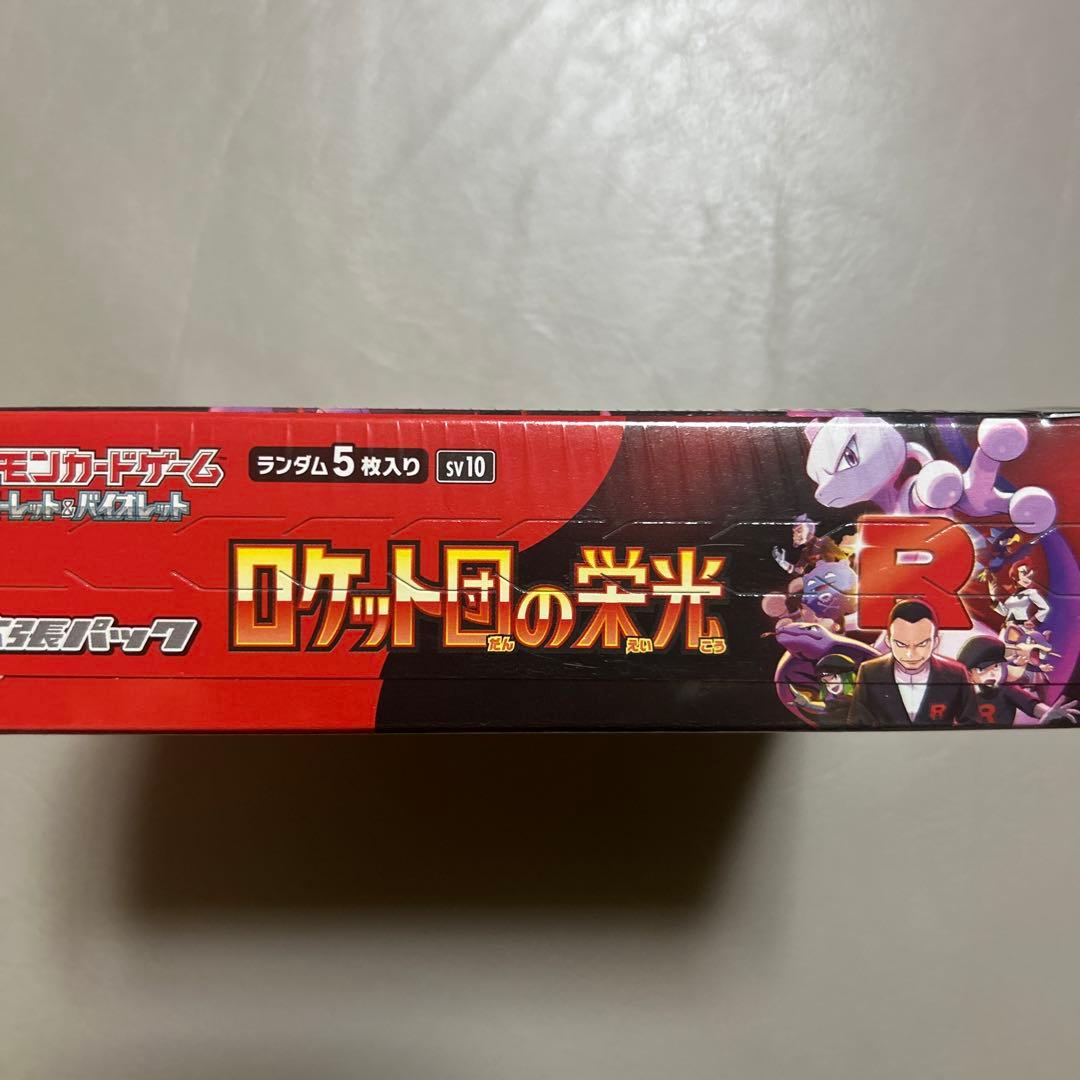 モンカードゲーム™
ーレット&バイオレット
ランダム5枚入り
SV10
張パック
ロケット団の栄光
だん えい こう
R
R
R